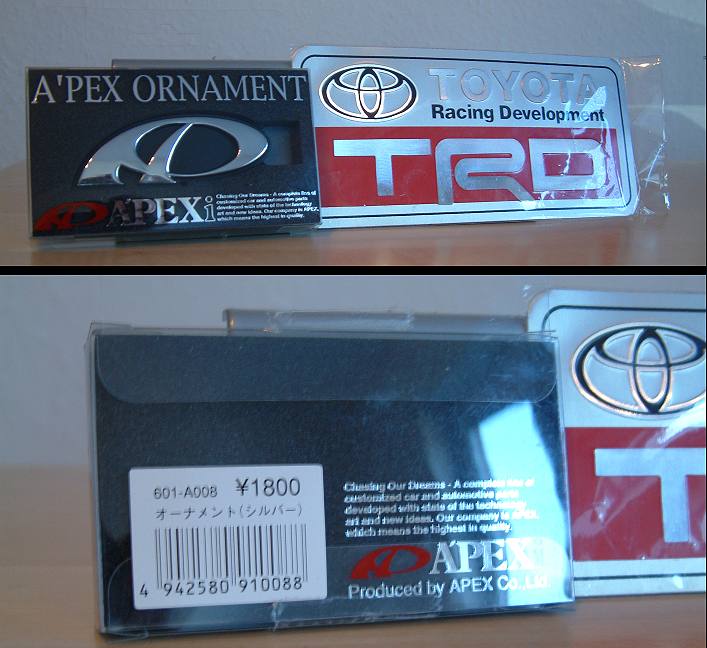 A'PEX ORNAMENT
APEXi
Chasing Our Dreams - A complete line of
customized car and automotive parts
developed with state of the technology
art and new ideas. Our company is APEX.
which means the highest in quality.
TOYOTA
Racing Development
TRD
601-A008 ¥1800
オーナメント(シルバー)
4 942580 910088
Chasing Our Dreams - A complete line of
customized car and automotive parts
developed with state of the technology
art and new ideas. Our company is APEX.
which means the highest in quality.
A'PEXi
Produced by APEX Co.,Ltd.
T